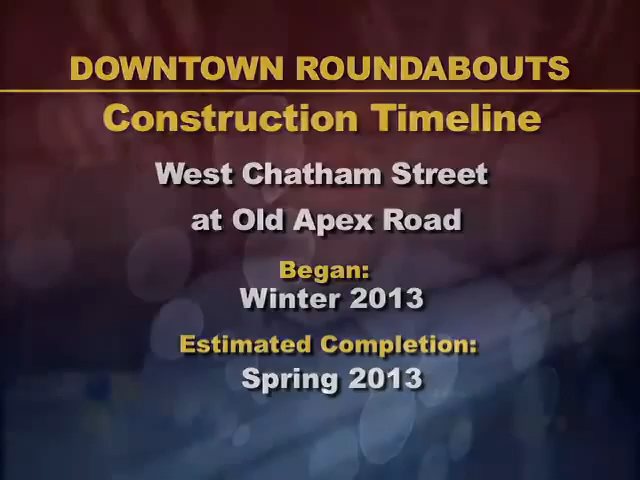 DOWNTOWN ROUNDABOUTS
Construction Timeline
West Chatham Street
at Old Apex Road
Began:
Winter 2013
Estimated Completion:
Spring 2013